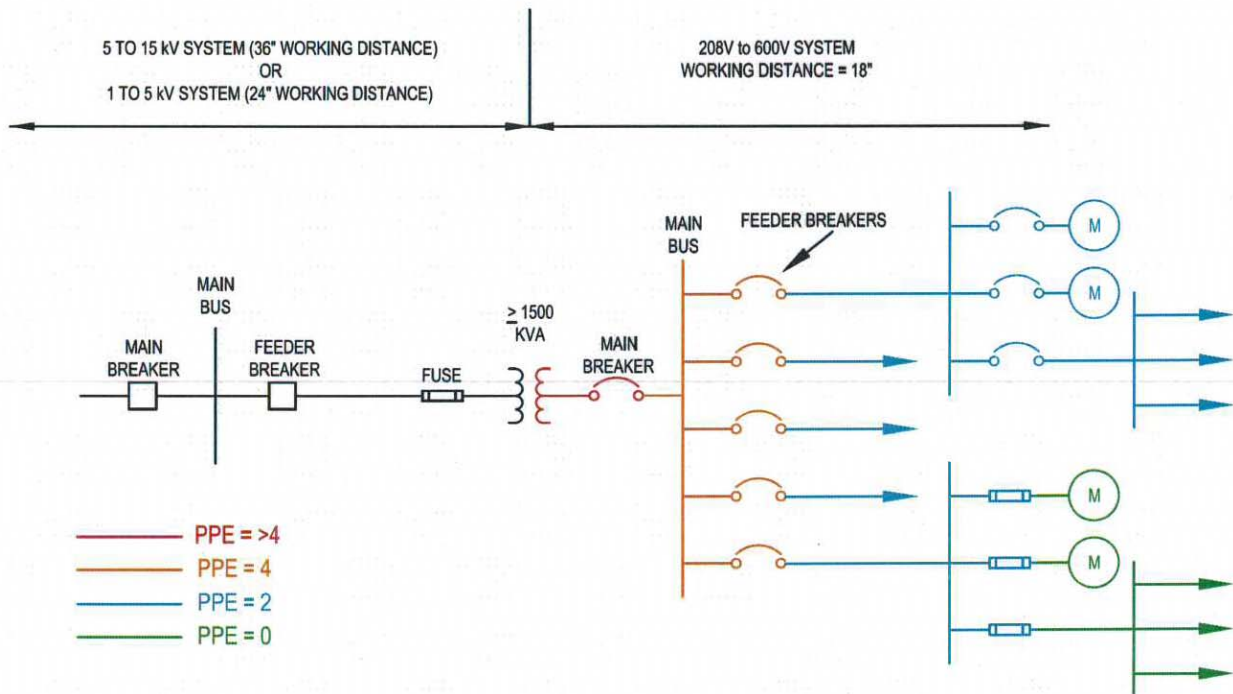 5 TO 15 kV SYSTEM (36" WORKING DISTANCE)
OR
1 TO 5 kV SYSTEM (24" WORKING DISTANCE)
208V to 600V SYSTEM
WORKING DISTANCE = 18"
MAIN
BUS
FEEDER BREAKERS
M
M
MAIN
BUS
≥ 1500
KVA
MAIN
BREAKER
FEEDER
BREAKER
FUSE
MAIN
BREAKER
M
M
PPE = >4
PPE = 4
PPE = 2
PPE = 0